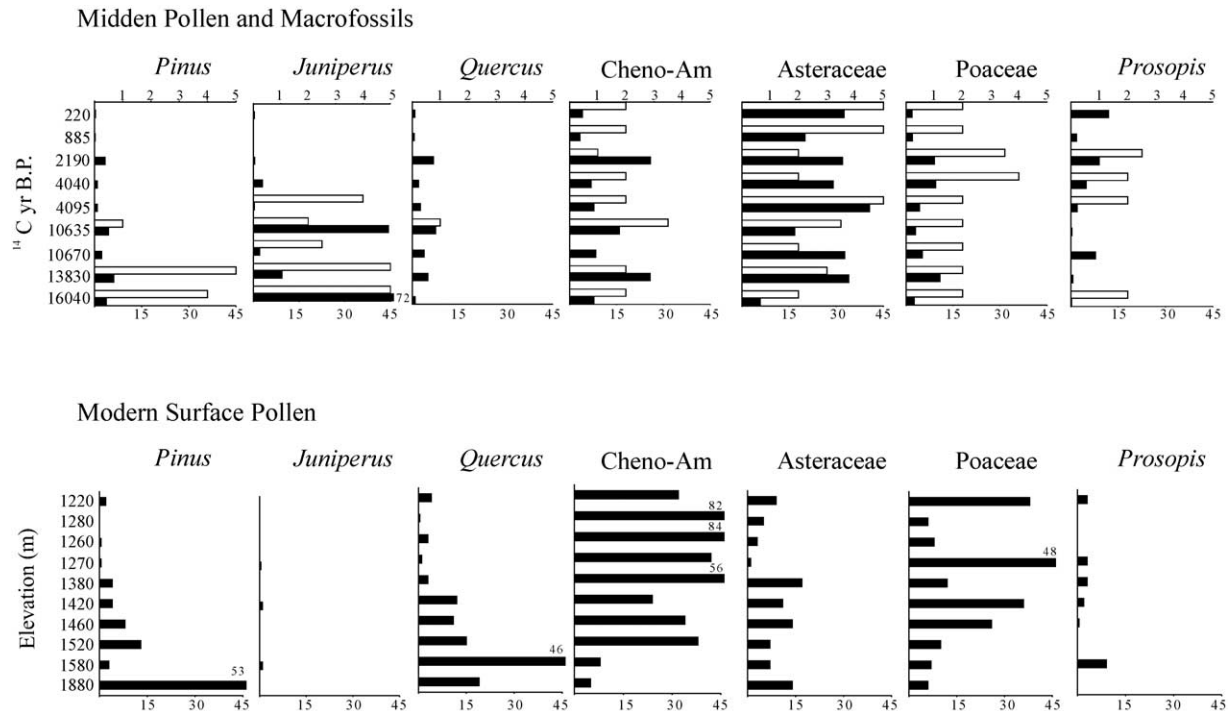 Midden Pollen and Macrofossils
Pinus Juniperus Quercus Cheno-Am Asteraceae Poaceae Prosopis
1 2 3 4 5 1 2 3 4 5 1 2 3 4 5 1 2 3 4 5 1 2 3 4 5 1 2 3 4 5 1 2 3 4 5
¹⁴ C yr B.P.
220
885
2190
4040
4095
10635
10670
13830
16040 72
15 30 45 15 30 45 15 30 45 15 30 45 15 30 45 15 30 45 15 30 45
Modern Surface Pollen
Pinus Juniperus Quercus Cheno-Am Asteraceae Poaceae Prosopis
Elevation (m)
1220
1280 82
1260 84
1270 48
1380 56
1420
1460
1520
1580 46
1880 53
15 30 45 15 30 45 15 30 45 15 30 45 15 30 45 15 30 45 15 30 45